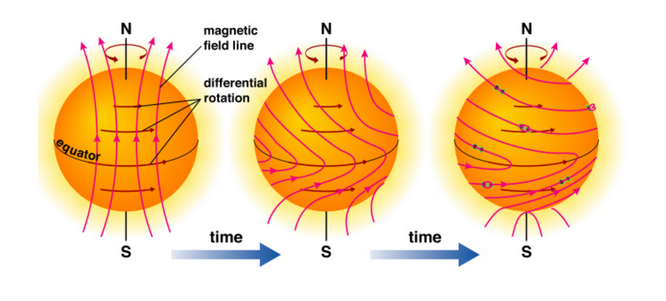 N
magnetic
field line
differential
rotation
equator
S
time
N
S
time
N
S